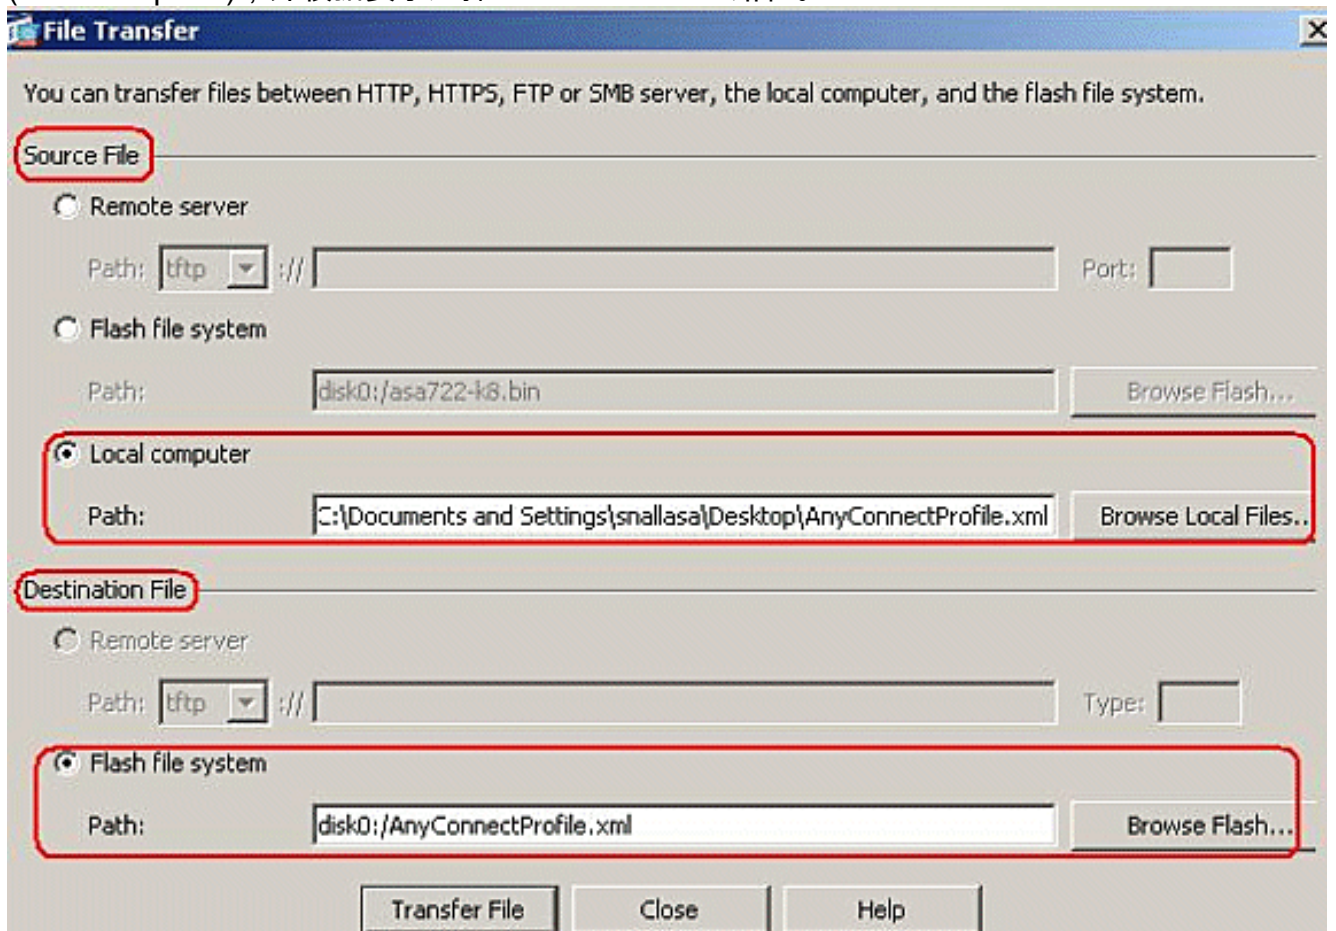 File Transfer
You can transfer files between HTTP, HTTPS, FTP or SMB server, the local computer, and the flash file system.
Source File
Remote server
Path: tftp :// Port:
Flash file system
Path: disk0:/asa722-k8.bin Browse Flash...
Local computer
Path: C:\Documents and Settings\snallasa\Desktop\AnyConnectProfile.xml Browse Local Files..
Destination File
Remote server
Path: tftp :// Type:
Flash file system
Path: disk0:/AnyConnectProfile.xml Browse Flash...
Transfer File Close Help